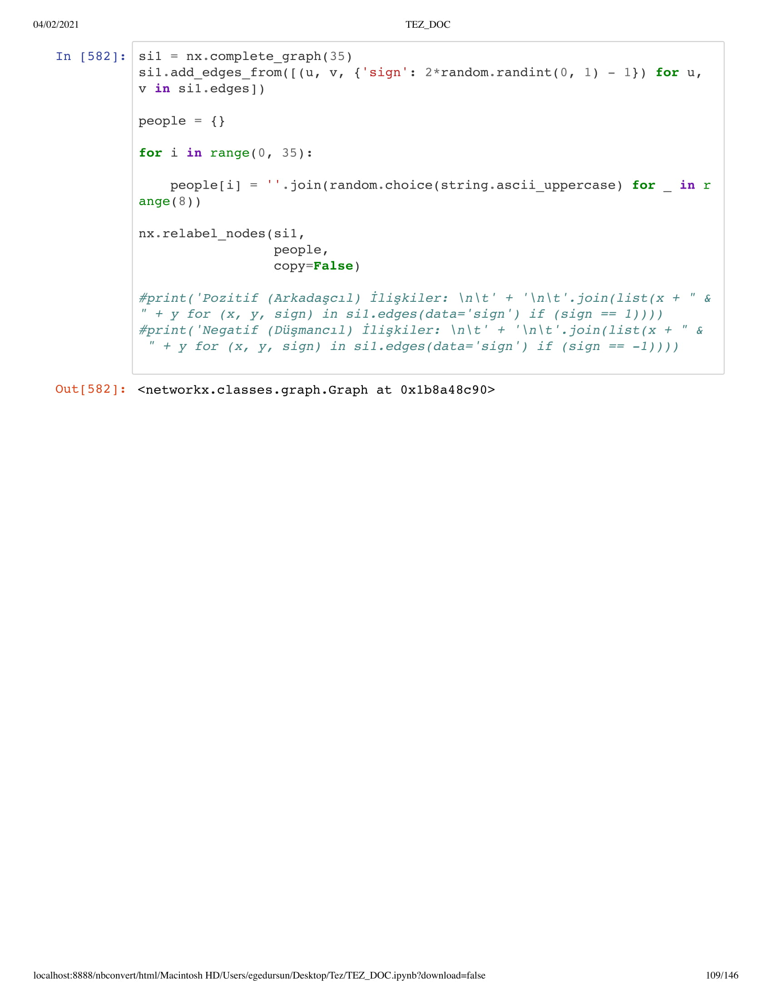 04/02/2021
TEZ_DOC
In [582]:
si1 = nx.complete_graph(35)
si1.add_edges_from([(u, v, {'sign': 2*random.randint(0, 1) - 1}) for u,
v in si1.edges])
people = {}
for i in range(0, 35):
    people[i] = ''.join(random.choice(string.ascii_uppercase) for _ in r
ange(8))
nx.relabel_nodes(si1,
                 people,
                 copy=False)
#print('Pozitif (Arkadaşcıl) İlişkiler: \n\t' + '\n\t'.join(list(x + " &
" + y for (x, y, sign) in si1.edges(data='sign') if (sign == 1))))
#print('Negatif (Düşmancıl) İlişkiler: \n\t' + '\n\t'.join(list(x + " &
 " + y for (x, y, sign) in si1.edges(data='sign') if (sign == -1))))
Out[582]: <networkx.classes.graph.Graph at 0x1b8a48c90>
localhost:8888/nbconvert/html/Macintosh HD/Users/egedursun/Desktop/Tez/TEZ_DOC.ipynb?download=false
109/146